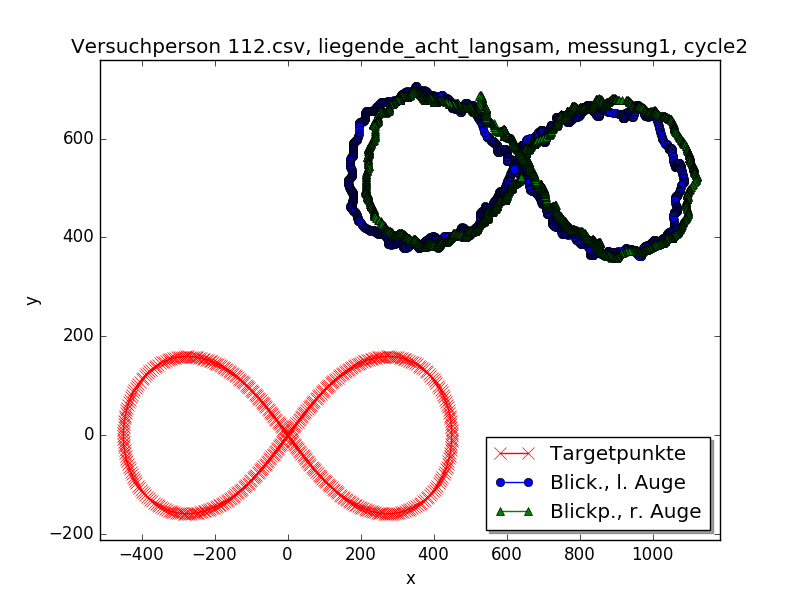 Versuchperson 112.csv, liegende_acht_langsam, messung1, cycle2
600
400
200
0
−200
y
−400
−200
0
200
400
600
800
1000
x
Targetpunkte
Blick., l. Auge
Blickp., r. Auge